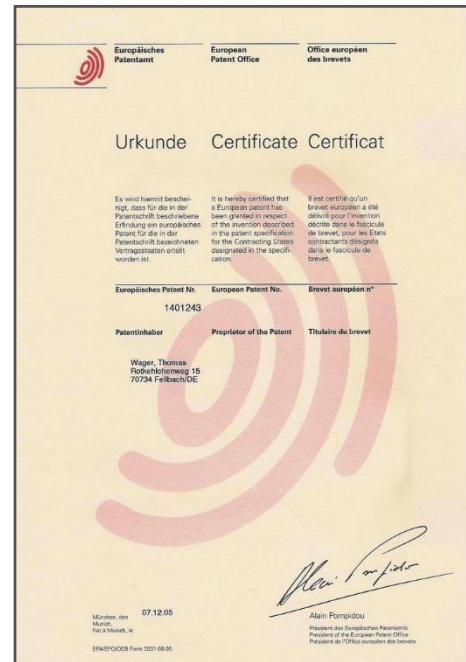 Europäisches
Patentamt
European
Patent Office
Office européen
des brevets
Urkunde
Certificate
Certificat
Es wird hiermit beschei-
nigt, dass für die in der
Patentschrift beschriebene
Erfindung ein europäisches
Patent für die in der
Patentschrift bezeichneten
Vertragsstaaten erteilt
worden ist.
It is hereby certified that
a European patent has
been granted in respect
of the invention described
in the patent specification
for the Contracting States
designated in the specifi-
cation.
Il est certifié qu'un
brevet européen a été
délivré pour l'invention
décrite dans le fascicule
de brevet, pour les Etats
contractants désignés
dans le fascicule de
brevet.
Europäisches Patent Nr.
European Patent No.
Brevet européen n°
1401243
Patentinhaber
Proprietor of the Patent
Titulaire du brevet
Wager, Thomas
Rotkehlchenweg 15
70734 Fellbach/DE
München, den
Munich,
Fait à Munich, le
07.12.05
Alain Pompidou
Präsident des Europäischen Patentamts
President of the European Patent Office
Président de l'Office européen des brevets
EPA/EPO/OEB Form 2031 08.05